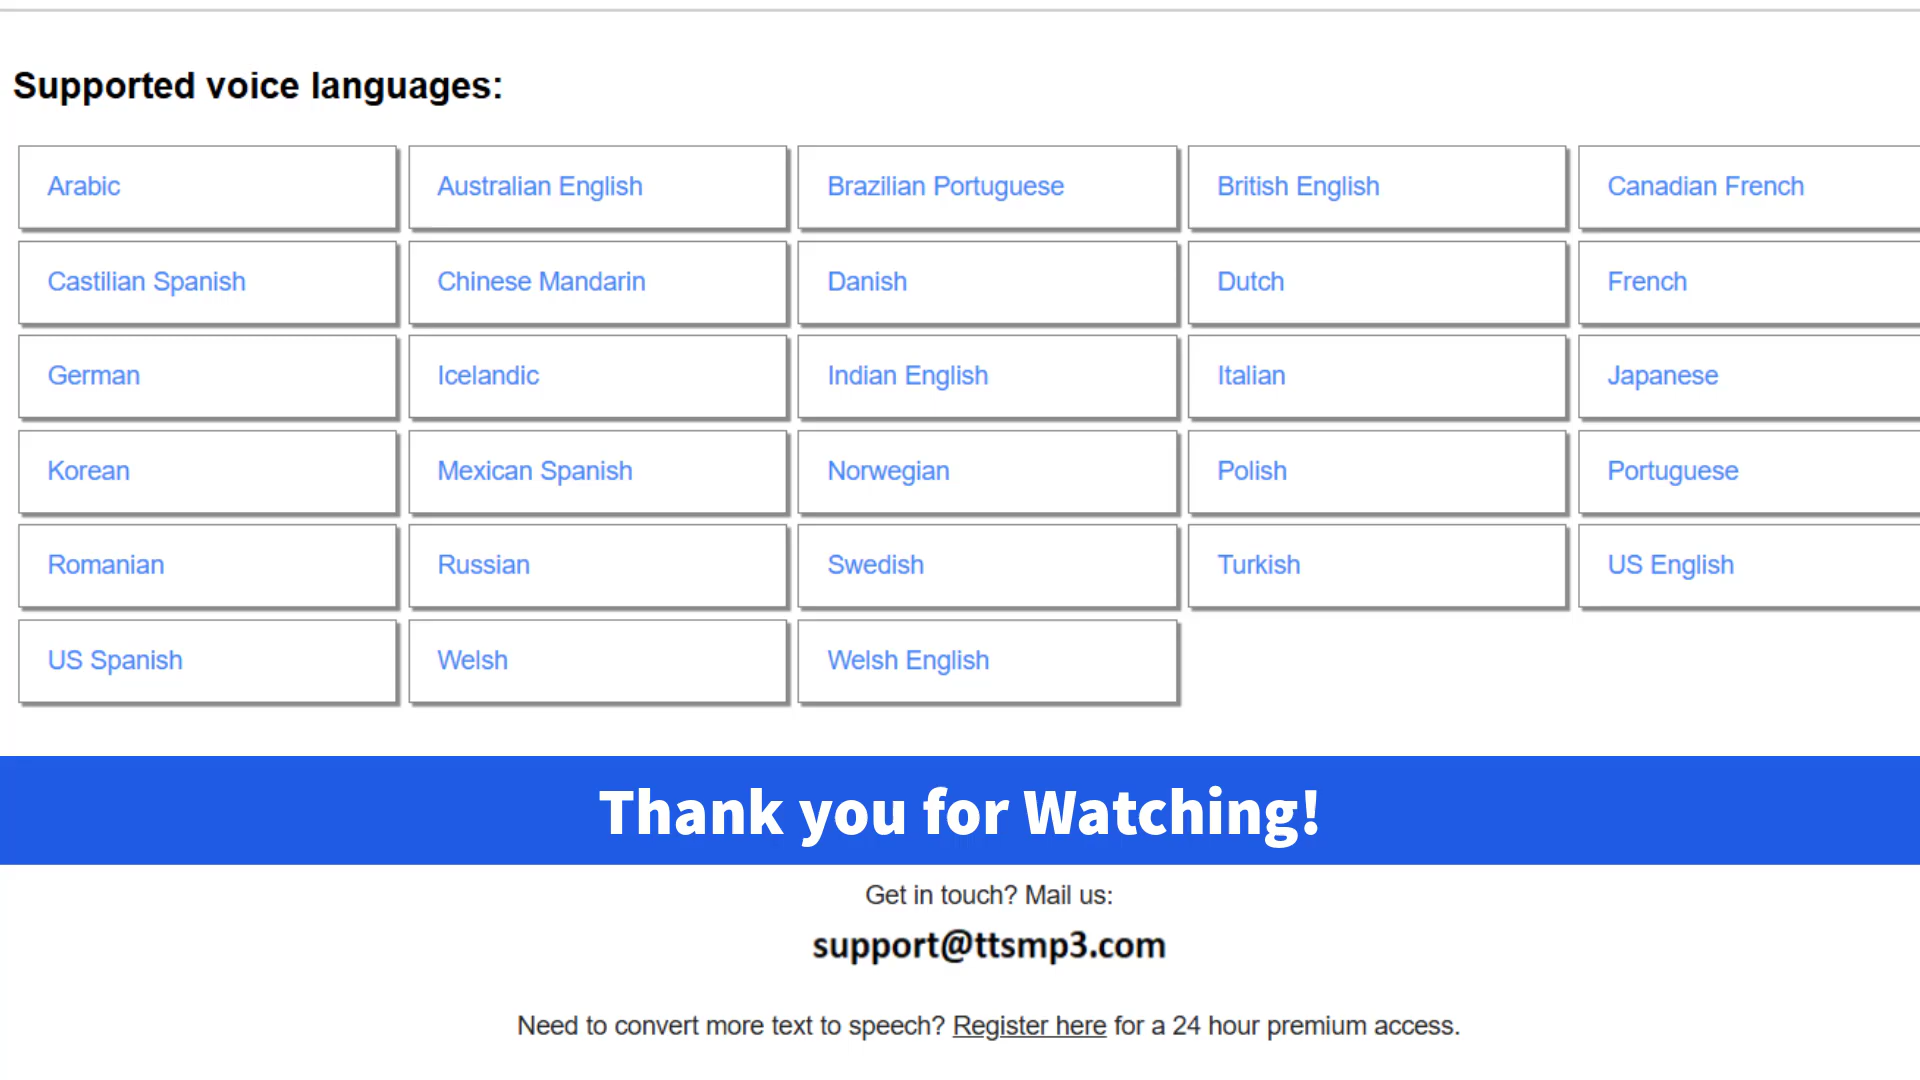 Supported voice languages:
Arabic Australian English Brazilian Portuguese British English Canadian French
Castilian Spanish Chinese Mandarin Danish Dutch French
German Icelandic Indian English Italian Japanese
Korean Mexican Spanish Norwegian Polish Portuguese
Romanian Russian Swedish Turkish US English
US Spanish Welsh Welsh English
Thank you for Watching!
Get in touch? Mail us:
support@ttsmp3.com
Need to convert more text to speech? Register here for a 24 hour premium access.